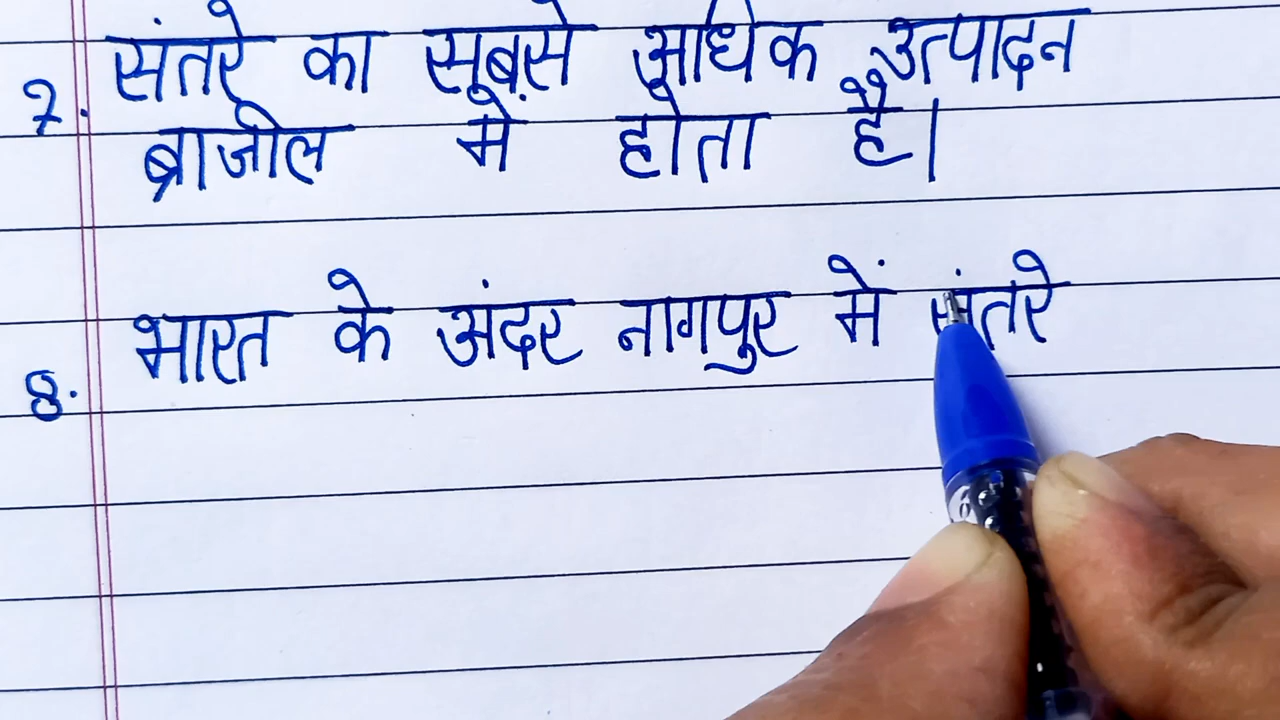 7. संतरे का सबसे अधिक उत्पादन
ब्राजील में होता है।
8. भारत के अंदर नागपुर में संतरे